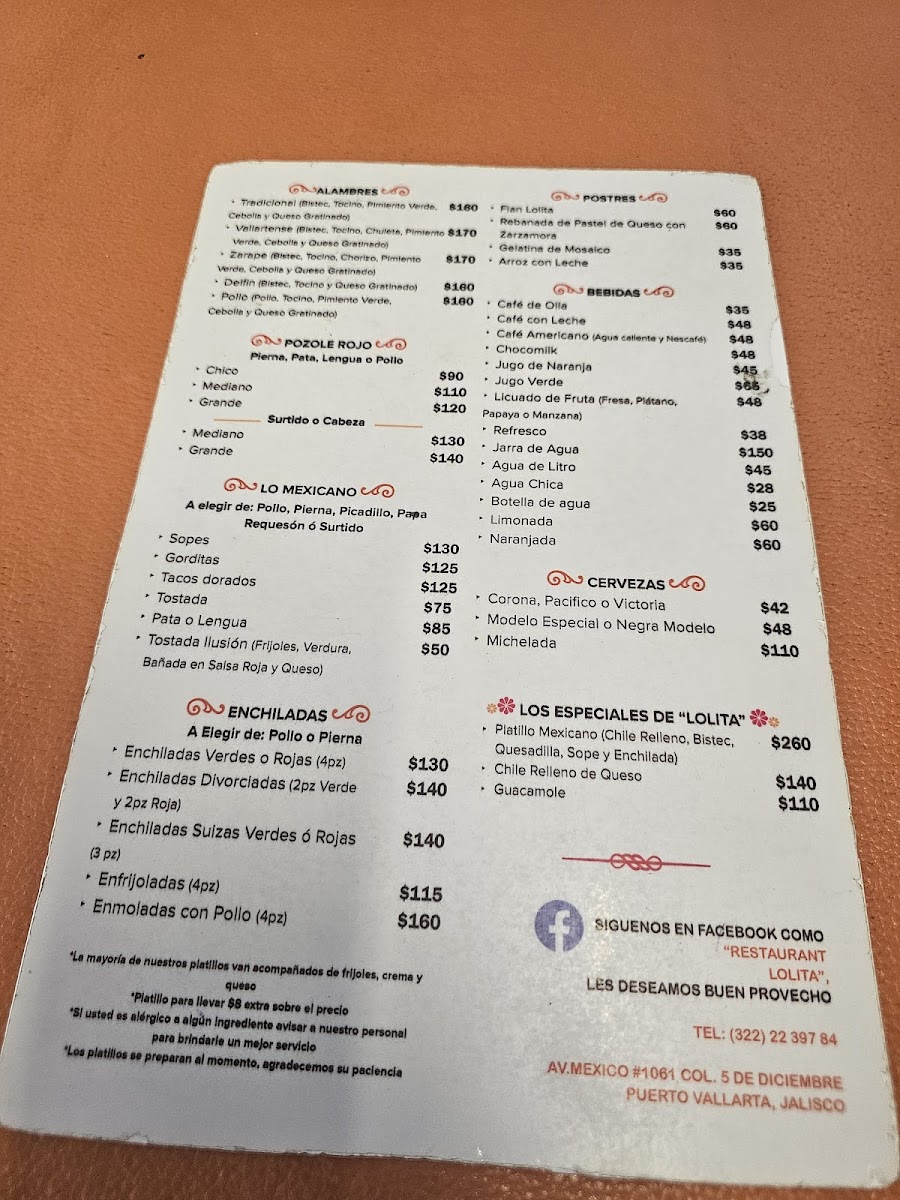 ALAMBRES
‣ Tradicional (Bistec, Tocino, Pimiento Verde, $160
Cebolla y Queso Gratinado)
‣ Vallartense (Bistec, Tocino, Chuleta, Pimiento $170
Verde, Cebolla y Queso Gratinado)
‣ Zarape (Bistec, Tocino, Chorizo, Pimiento $170
Verde, Cebolla y Queso Gratinado)
‣ Delfín (Bistec, Tocino y Queso Gratinado) $160
‣ Pollo (Pollo, Tocino, Pimiento Verde, $160
Cebolla y Queso Gratinado)
POZOLE ROJO
Pierna, Pata, Lengua o Pollo
‣ Chico $90
‣ Mediano $110
‣ Grande $120
Surtido o Cabeza
‣ Mediano $130
‣ Grande $140
LO MEXICANO
A elegir de: Pollo, Pierna, Picadillo, Papa
Requesón ó Surtido
‣ Sopes $130
‣ Gorditas $125
‣ Tacos dorados $125
‣ Tostada $75
‣ Pata o Lengua $85
‣ Tostada Ilusión (Frijoles, Verdura, $50
Bañada en Salsa Roja y Queso)
ENCHILADAS
A Elegir de: Pollo o Pierna
‣ Enchiladas Verdes o Rojas (4pz) $130
‣ Enchiladas Divorciadas (2pz Verde $140
y 2pz Roja)
‣ Enchiladas Suizas Verdes ó Rojas $140
(3 pz)
‣ Enfrijoladas (4pz) $115
‣ Enmoladas con Pollo (4pz) $160
*La mayoría de nuestros platillos van acompañados de frijoles, crema y
queso
*Platillo para llevar $8 extra sobre el precio
*Si usted es alérgico a algún ingrediente avisar a nuestro personal
para brindarle un mejor servicio
*Los platillos se preparan al momento, agradecemos su paciencia
POSTRES
‣ Flan Lolita $60
‣ Rebanada de Pastel de Queso con $60
Zarzamora
‣ Gelatina de Mosaico $35
‣ Arroz con Leche $35
BEBIDAS
‣ Café de Olla $35
‣ Café con Leche $48
‣ Café Americano (Agua caliente y Nescafé) $48
‣ Chocomilk $48
‣ Jugo de Naranja $45
‣ Jugo Verde $65
‣ Licuado de Fruta (Fresa, Plátano, $48
Papaya o Manzana)
‣ Refresco $38
‣ Jarra de Agua $150
‣ Agua de Litro $45
‣ Agua Chica $28
‣ Botella de agua $25
‣ Limonada $60
‣ Naranjada $60
CERVEZAS
‣ Corona, Pacifico o Victoria $42
‣ Modelo Especial o Negra Modelo $48
‣ Michelada $110
LOS ESPECIALES DE "LOLITA"
‣ Platillo Mexicano (Chile Relleno, Bistec, $260
Quesadilla, Sope y Enchilada)
‣ Chile Relleno de Queso $140
‣ Guacamole $110
f
SIGUENOS EN FACEBOOK COMO
"RESTAURANT
LOLITA",
LES DESEAMOS BUEN PROVECHO
TEL: (322) 22 397 84
AV.MEXICO #1061 COL. 5 DE DICIEMBRE
PUERTO VALLARTA, JALISCO